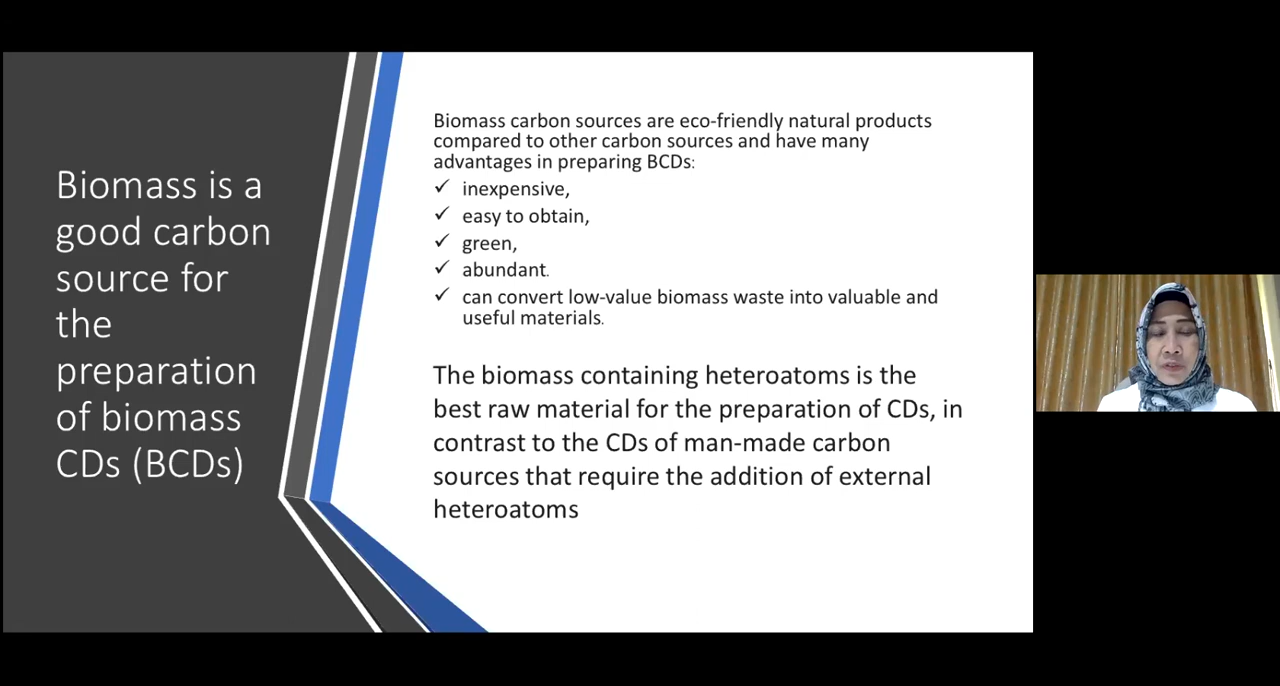 Biomass is a
good carbon
source for
the
preparation
of biomass
CDs (BCDs)
Biomass carbon sources are eco-friendly natural products
compared to other carbon sources and have many
advantages in preparing BCDs:
✓ inexpensive,
✓ easy to obtain,
✓ green,
✓ abundant.
✓ can convert low-value biomass waste into valuable and
useful materials.
The biomass containing heteroatoms is the
best raw material for the preparation of CDs, in
contrast to the CDs of man-made carbon
sources that require the addition of external
heteroatoms